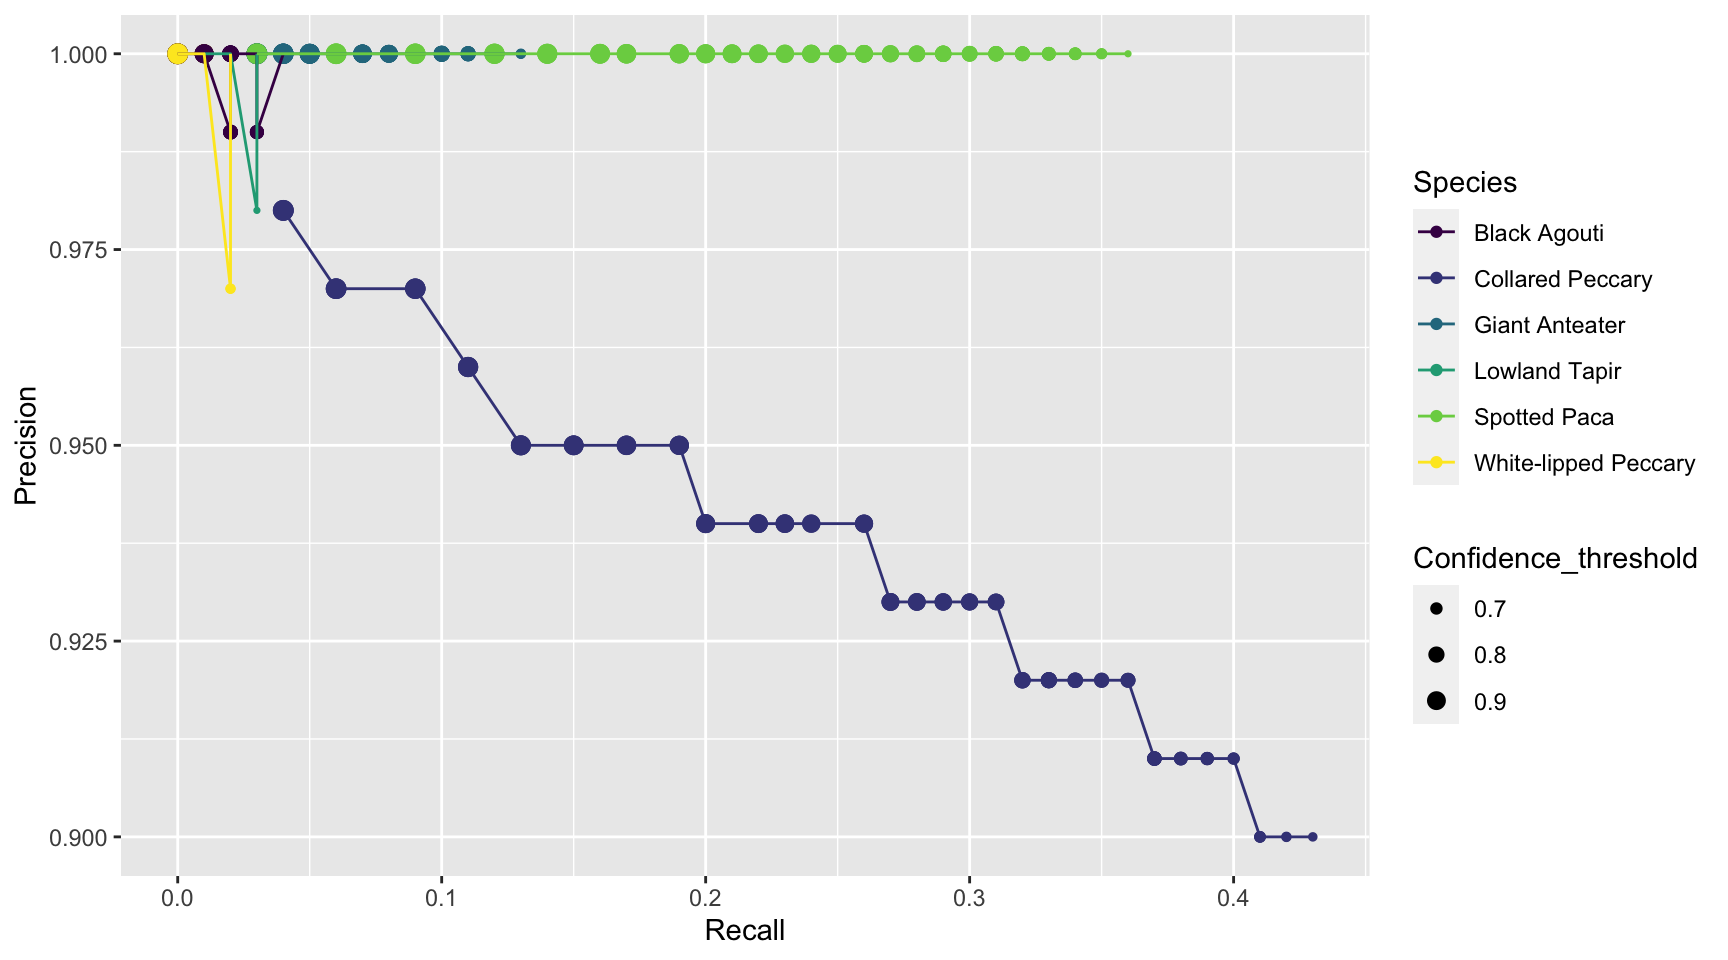 1.000
0.975
0.950
0.925
0.900
Precision
0.0
0.1
0.2
0.3
0.4
Recall
Species
Black Agouti
Collared Peccary
Giant Anteater
Lowland Tapir
Spotted Paca
White-lipped Peccary
Confidence_threshold
0.7
0.8
0.9